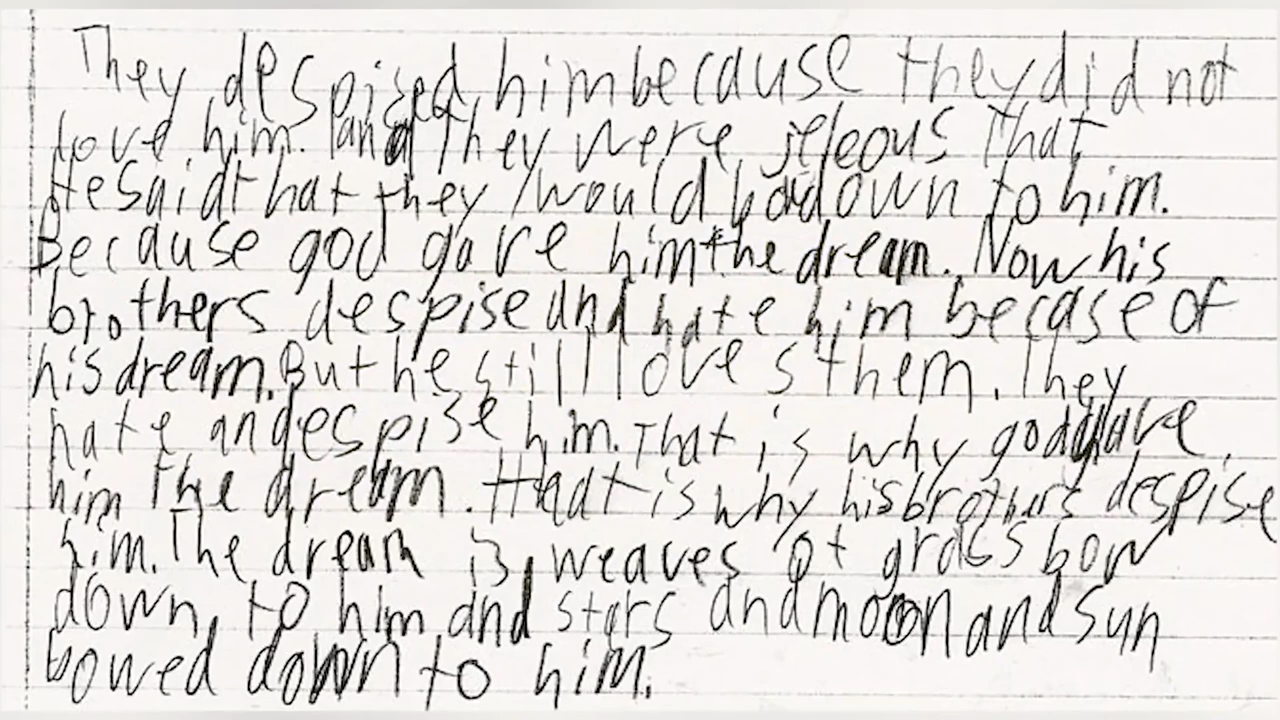 They despised him because they did not
love him. and they were jeleous That
He said that they would down to him.
Because god gave him the dream. Now his
brothers despise and hate him becase of
his dream. But he still loves them. They
hate an despise him. That is why god gave
him The dream. that is why his brothers despise
him. The dream is weaves of grass bow
down to him and stars and moon and sun
bowed down to him.